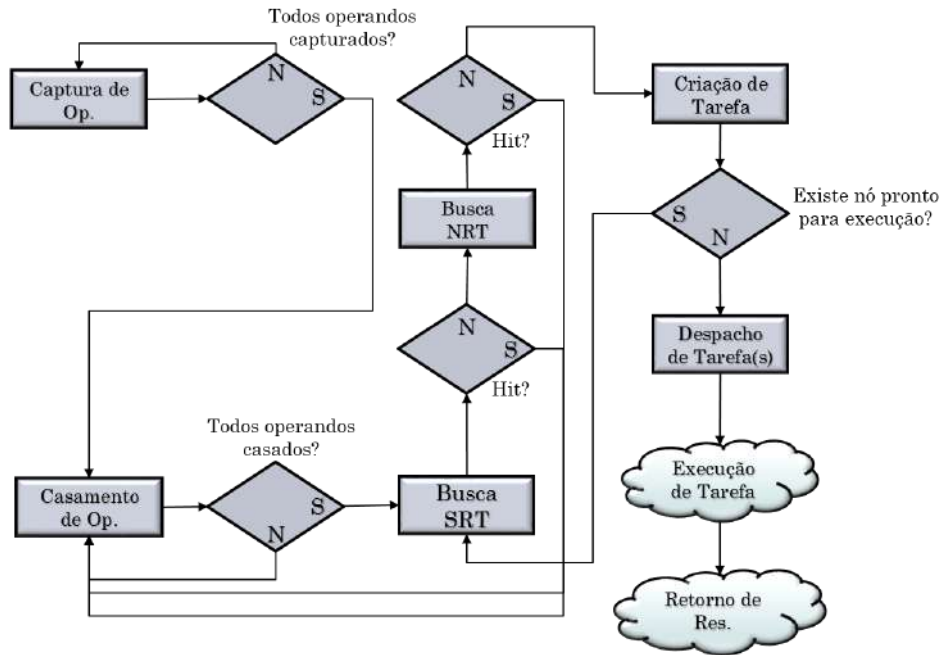 Todos operandos
capturados?
Captura de
Op.
N
S
N
S
Hit?
Criação de
Tarefa
Busca
NRT
S
N
Existe nó pronto
para execução?
N
S
Hit?
Despacho
de Tarefa(s)
Todos operandos
casados?
Casamento
de Op.
S
N
Busca
SRT
Execução
de Tarefa
Retorno de
Res.